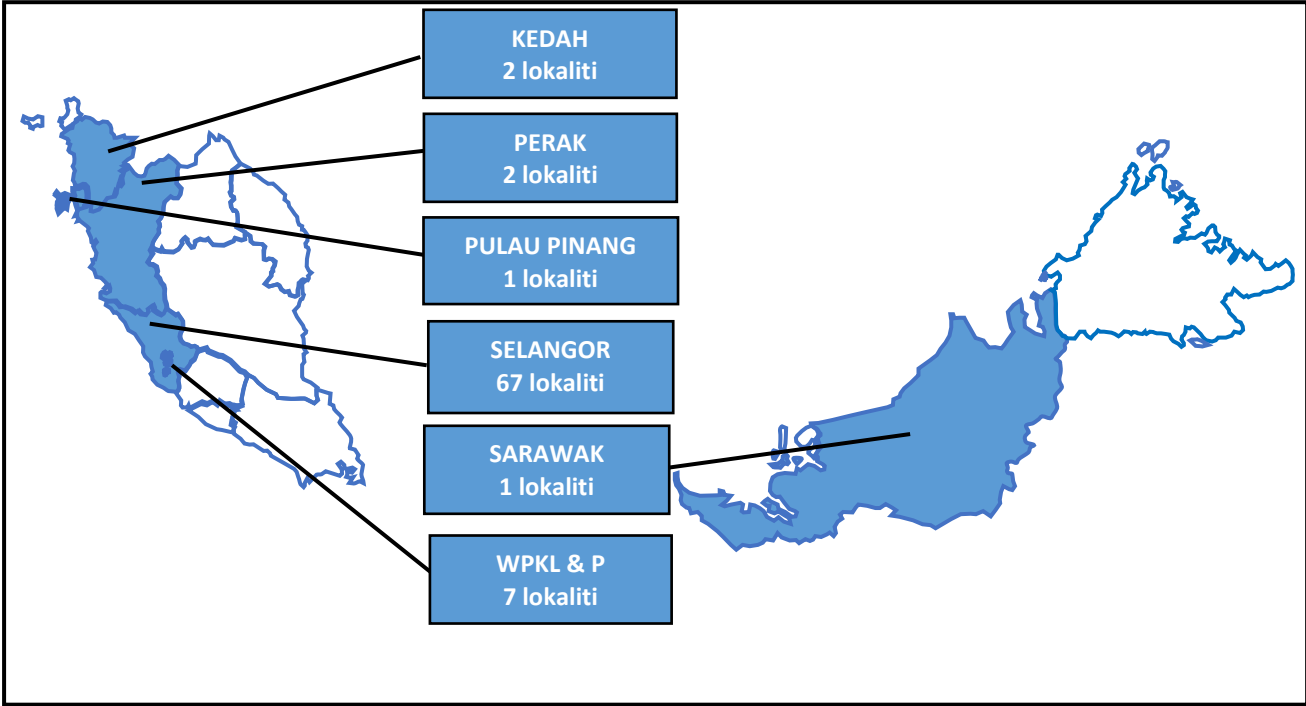 KEDAH
2 lokaliti
PERAK
2 lokaliti
PULAU PINANG
1 lokaliti
SELANGOR
67 lokaliti
SARAWAK
1 lokaliti
WPKL & P
7 lokaliti